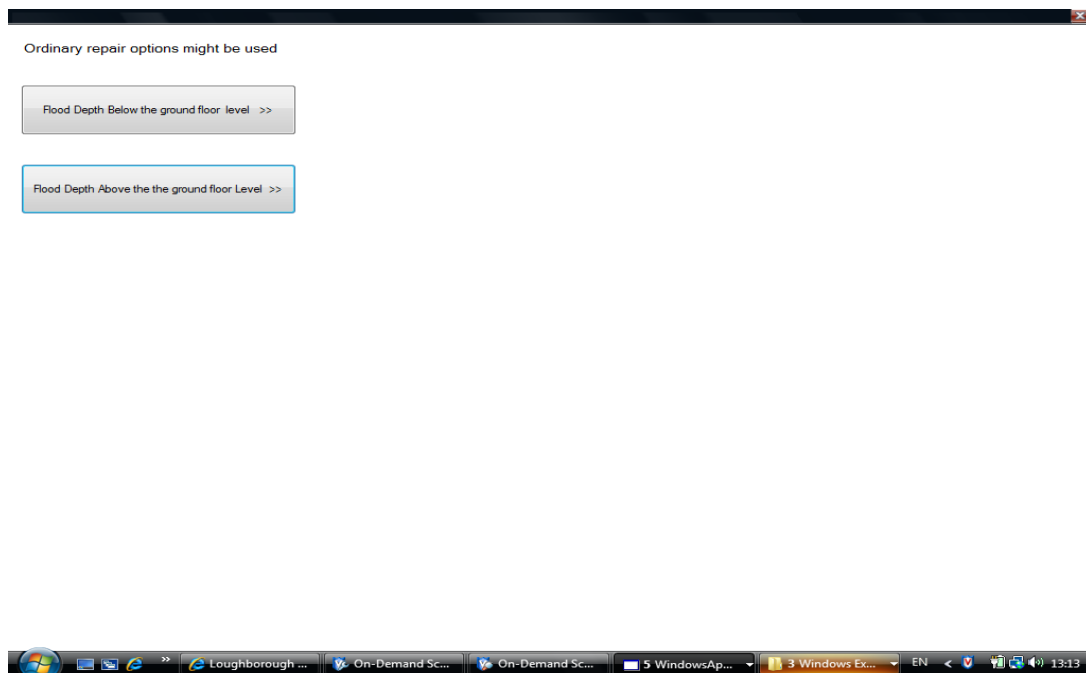 Ordinary repair options might be used
Flood Depth Below the ground floor level >>
Flood Depth Above the the ground floor Level >>
» Loughborough ... On-Demand Sc... On-Demand Sc... 5 WindowsAp... 3 Windows Ex... EN < 13:13